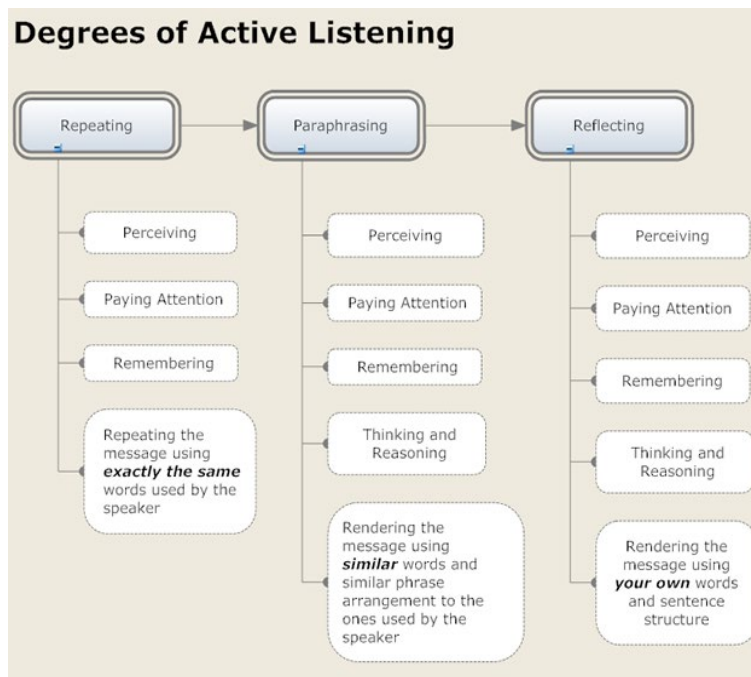 Degrees of Active Listening
Repeating
Perceiving
Paying Attention
Remembering
Repeating the
message using
exactly the same
words used by the
speaker
Paraphrasing
Perceiving
Paying Attention
Remembering
Thinking and
Reasoning
Rendering the
message using
similar words and
similar phrase
arrangement to the
ones used by the
speaker
Reflecting
Perceiving
Paying Attention
Remembering
Thinking and
Reasoning
Rendering the
message using
your own words
and sentence
structure